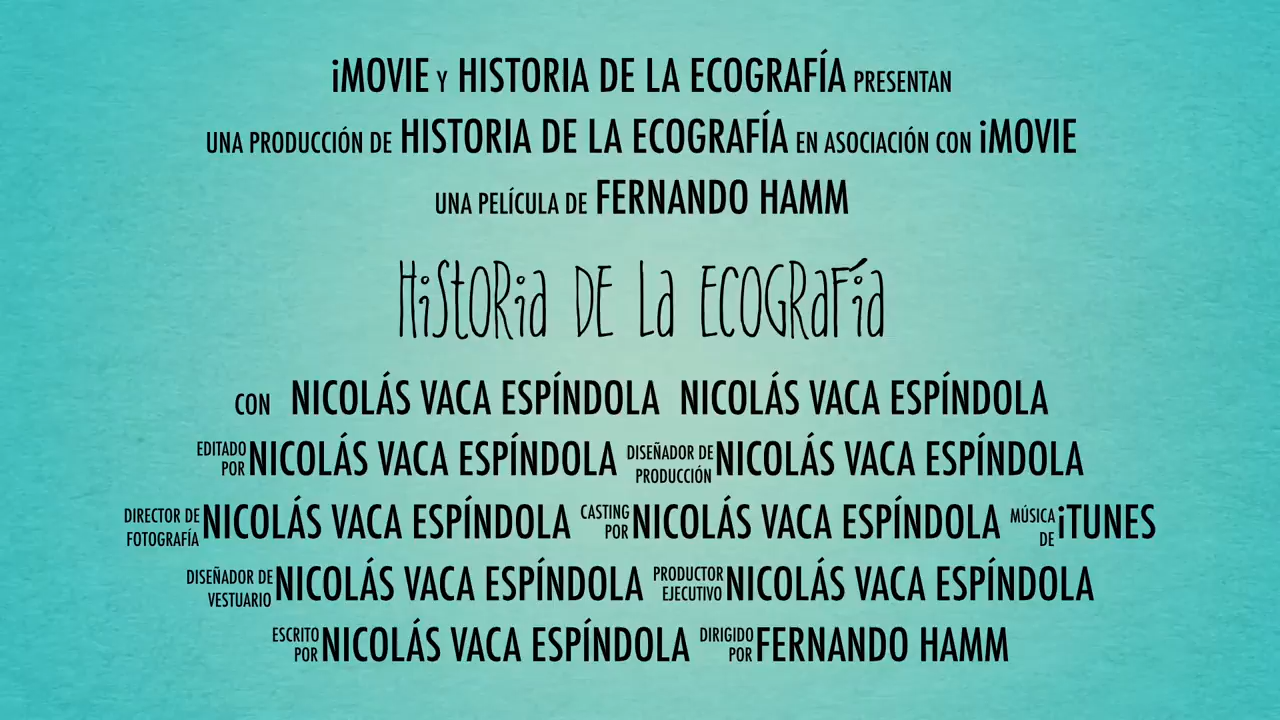 iMOVIE Y HISTORIA DE LA ECOGRAFÍA PRESENTAN
UNA PRODUCCIÓN DE HISTORIA DE LA ECOGRAFÍA EN ASOCIACIÓN CON iMOVIE
UNA PELÍCULA DE FERNANDO HAMM
HiStORia DE La ECOGRaFía
CON NICOLÁS VACA ESPÍNDOLA NICOLÁS VACA ESPÍNDOLA
EDITADO POR NICOLÁS VACA ESPÍNDOLA DISEÑADOR DE PRODUCCIÓN NICOLÁS VACA ESPÍNDOLA
DIRECTOR DE FOTOGRAFÍA NICOLÁS VACA ESPÍNDOLA CASTING POR NICOLÁS VACA ESPÍNDOLA MÚSICA DE iTUNES
DISEÑADOR DE VESTUARIO NICOLÁS VACA ESPÍNDOLA PRODUCTOR EJECUTIVO NICOLÁS VACA ESPÍNDOLA
ESCRITO POR NICOLÁS VACA ESPÍNDOLA DIRIGIDO POR FERNANDO HAMM